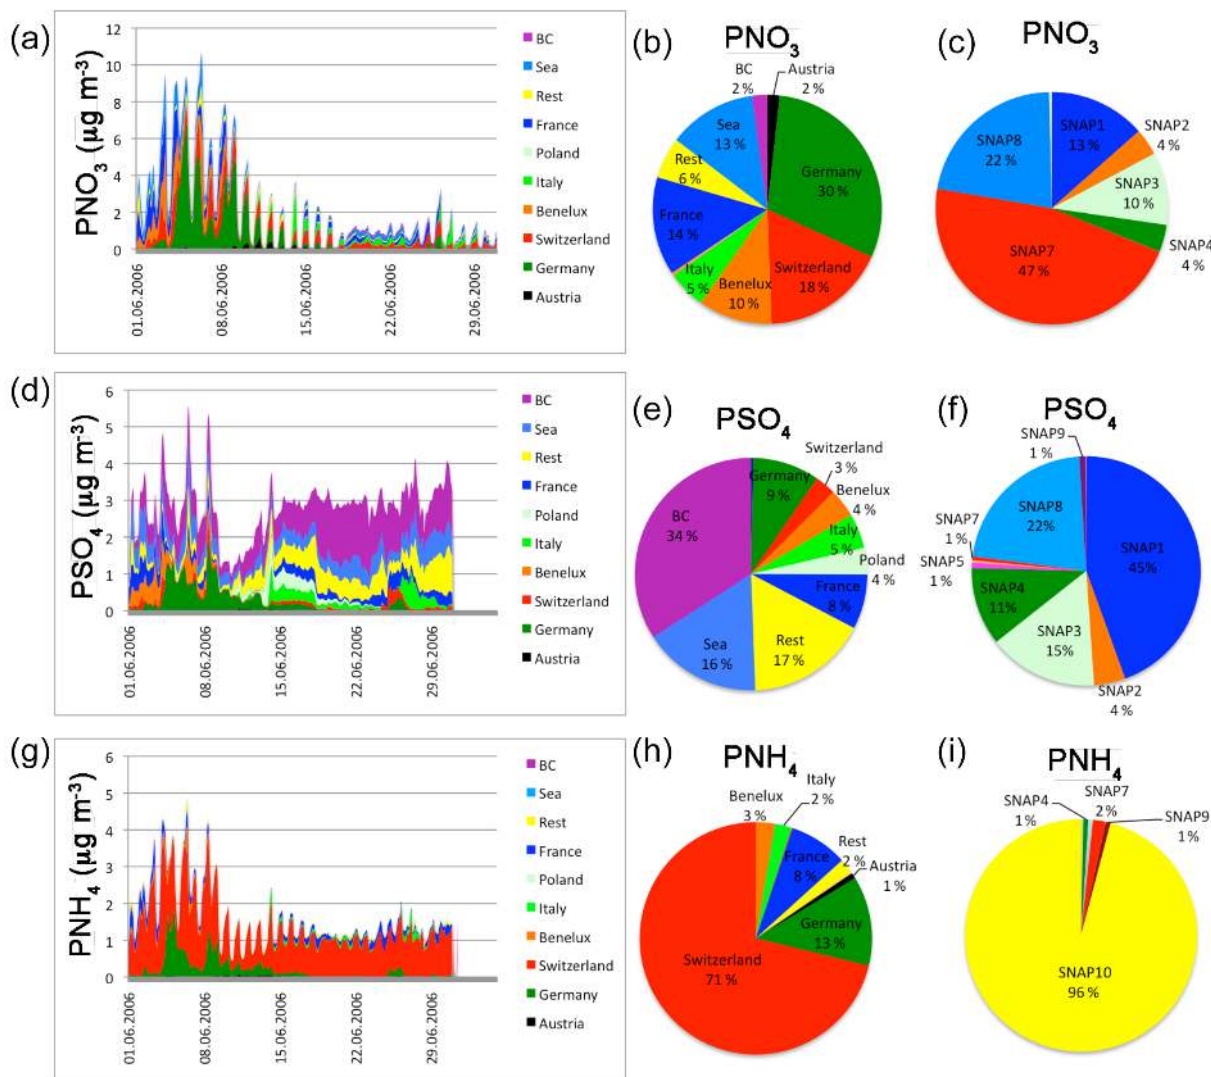 (a)
PNO3 (µg m-3)
12
10
8
6
4
2
0
01.06.2006
08.06.2006
15.06.2006
22.06.2006
29.06.2006
BC
Sea
Rest
France
Poland
Italy
Benelux
Switzerland
Germany
Austria
(b)
PNO3
BC
2 %
Austria
2 %
Sea
13 %
Germany
30 %
Rest
6 %
France
14 %
Italy
5 %
Benelux
10 %
Switzerland
18 %
(c)
PNO3
SNAP1
13 %
SNAP2
4 %
SNAP8
22 %
SNAP3
10 %
SNAP4
4 %
SNAP7
47 %
(d)
PSO4 (µg m-3)
6
5
4
3
2
1
0
01.06.2006
08.06.2006
15.06.2006
22.06.2006
29.06.2006
BC
Sea
Rest
France
Poland
Italy
Benelux
Switzerland
Germany
Austria
(e)
PSO4
Switzerland
3 %
Germany
9 %
Benelux
4 %
BC
34 %
Italy
5 %
Poland
4 %
France
8 %
Sea
16 %
Rest
17 %
(f)
PSO4
SNAP9
1 %
SNAP8
22%
SNAP7
1 %
SNAP5
1 %
SNAP1
45%
SNAP4
11%
SNAP3
15%
SNAP2
4 %
(g)
PNH4 (µg m-3)
6
5
4
3
2
1
0
01.06.2006
08.06.2006
15.06.2006
22.06.2006
29.06.2006
BC
Sea
Rest
France
Poland
Italy
Benelux
Switzerland
Germany
Austria
(h)
PNH4
Italy
2 %
Benelux
3 %
France
8 %
Rest
2 %
Austria
1 %
Germany
13 %
Switzerland
71 %
(i)
PNH4
SNAP4
1 %
SNAP7
2 %
SNAP9
1 %
SNAP10
96 %